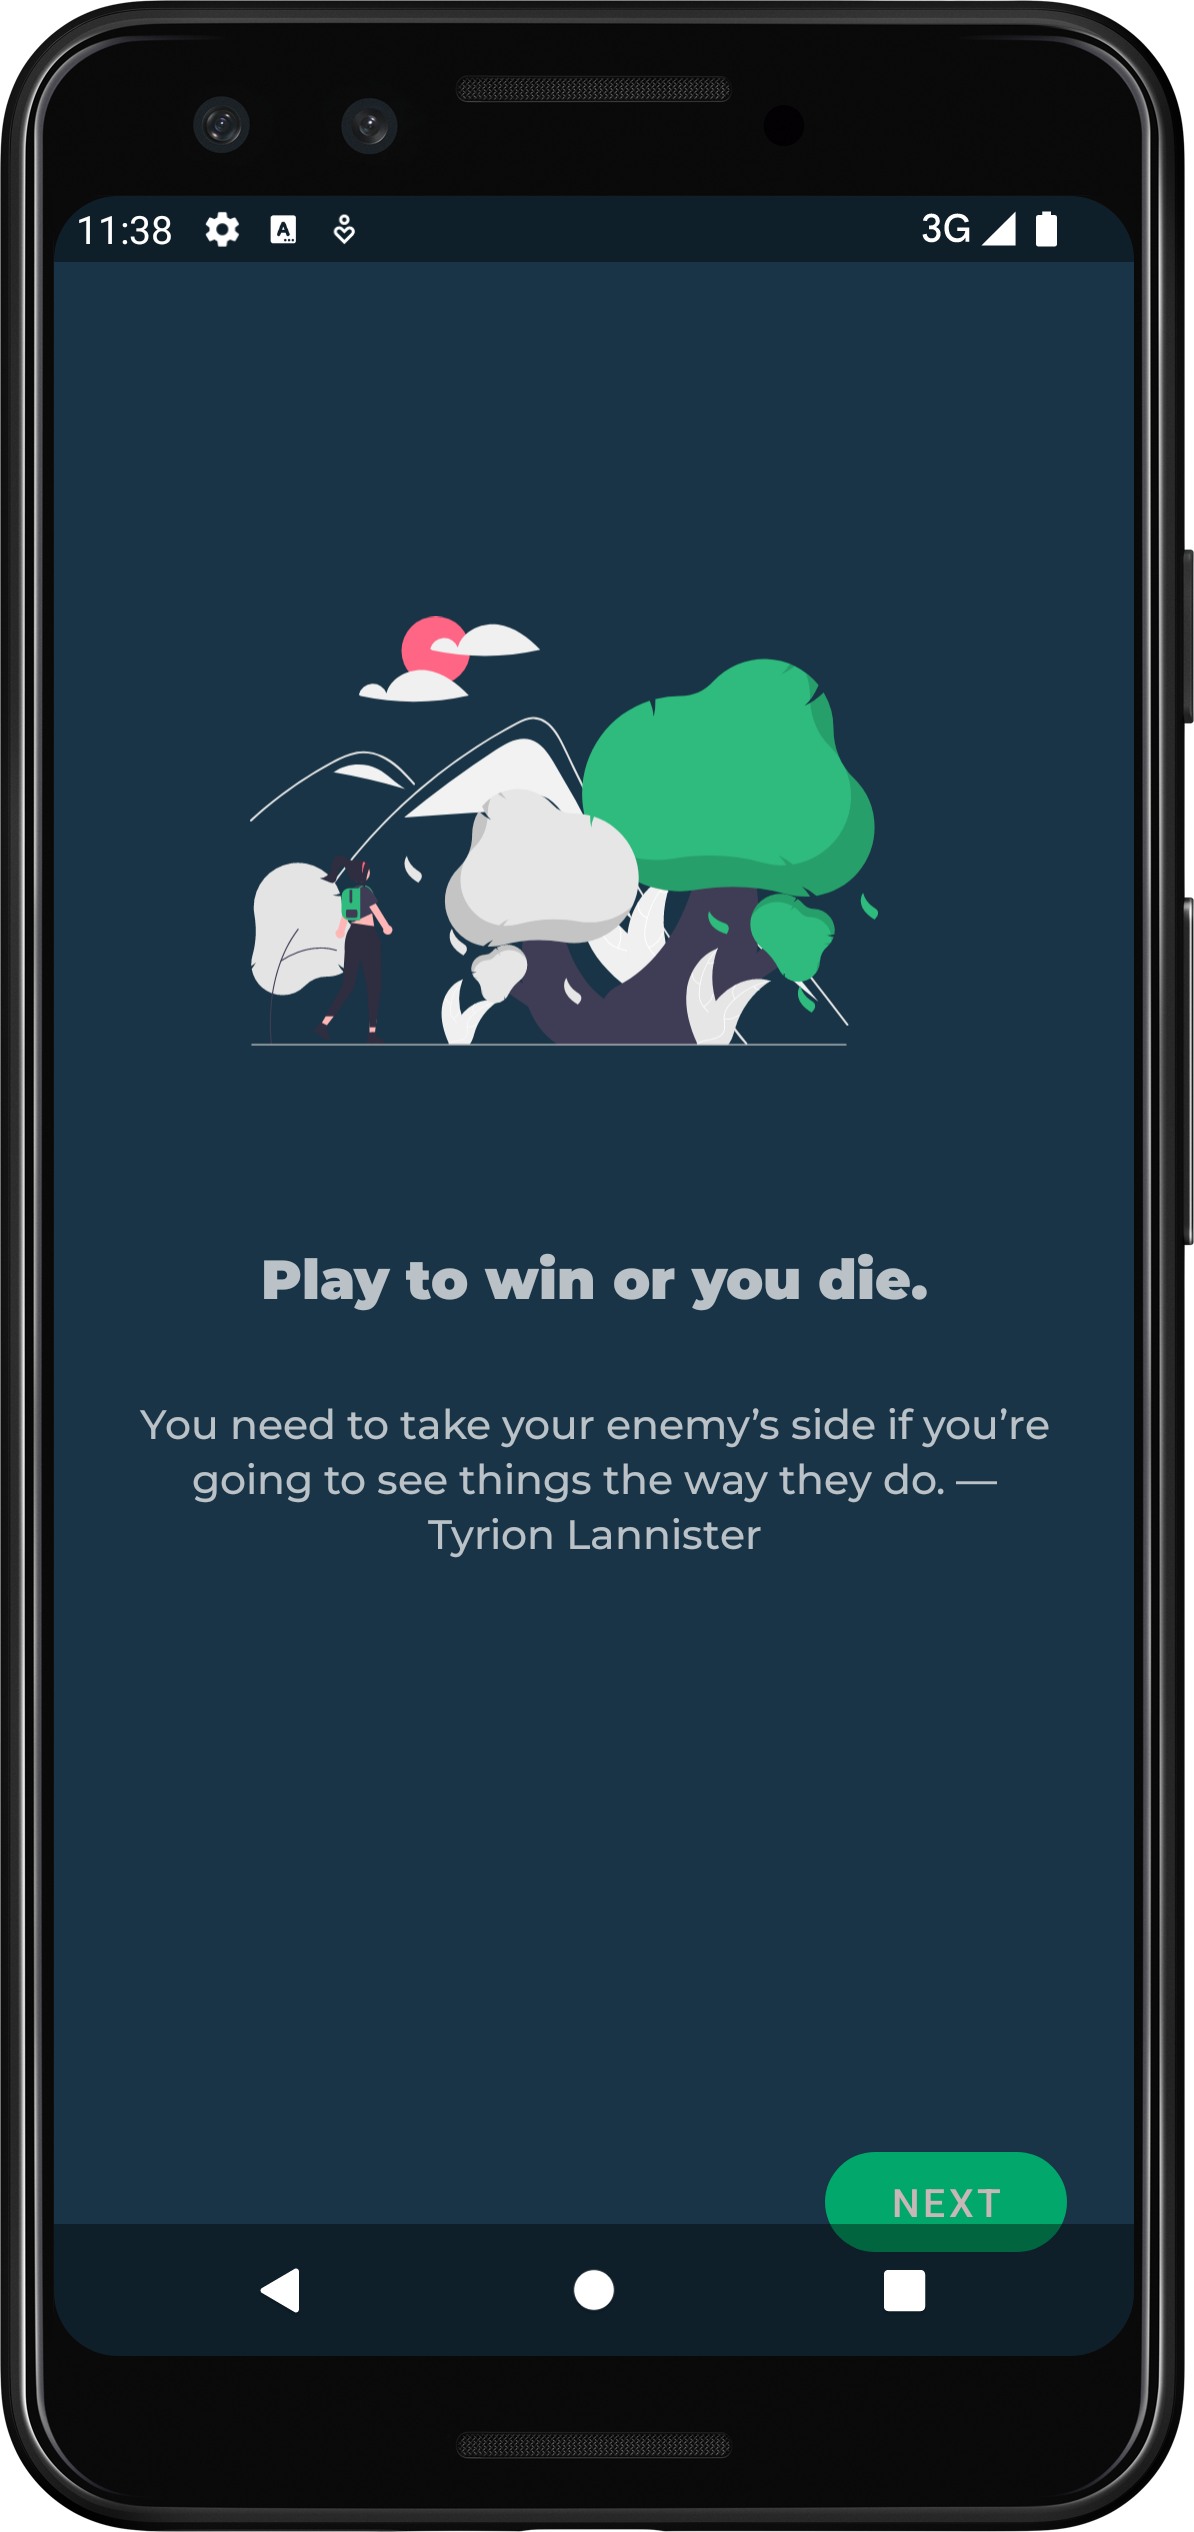 11:38 A 3G
Play to win or you die.
You need to take your enemy’s side if you’re
going to see things the way they do. —
Tyrion Lannister
NEXT